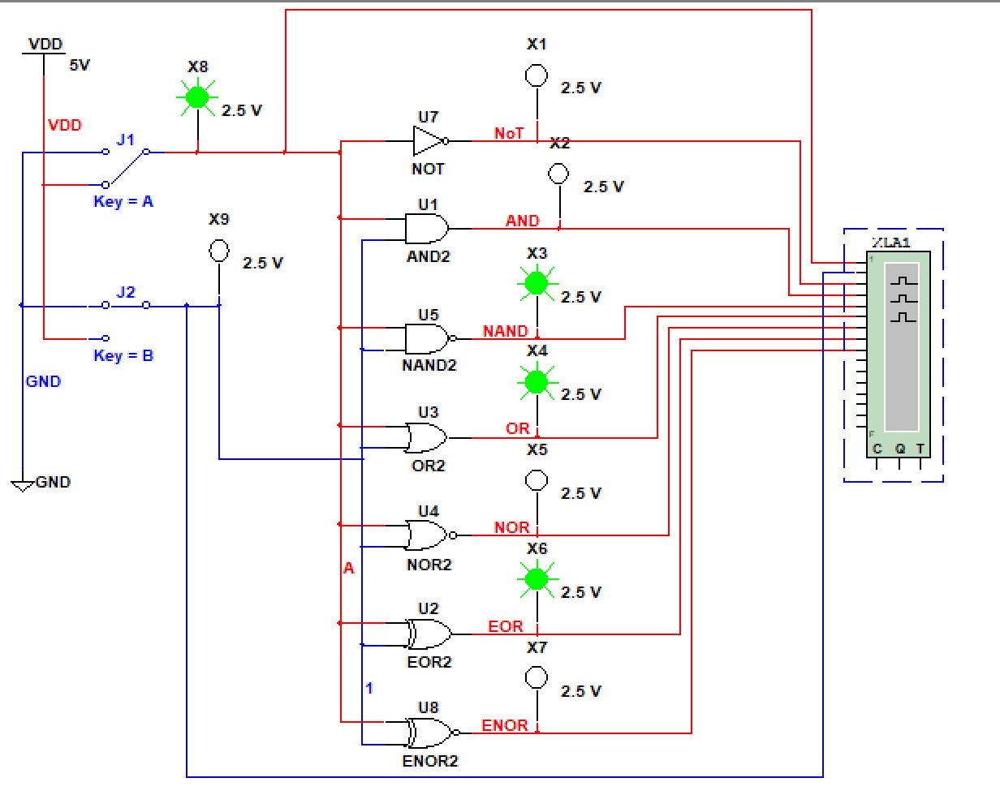 VDD
5V
X8
2.5 V
VDD
J1
Key = A
X9
2.5 V
J2
Key = B
GND
GND
X1
2.5 V
U7
NoT
NOT
X2
2.5 V
U1
AND
AND2
X3
2.5 V
U5
NAND
NAND2
X4
2.5 V
U3
OR
OR2
X5
2.5 V
U4
NOR
NOR2
A
X6
2.5 V
U2
EOR
EOR2
X7
2.5 V
1
U8
ENOR
ENOR2
XLA1
1
F
C Q T